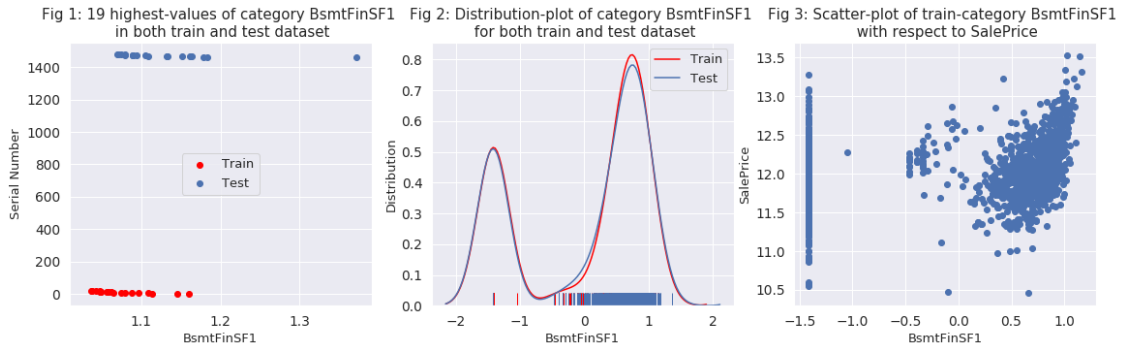 Fig 1: 19 highest-values of category BsmtFinSF1
in both train and test dataset
1400
1200
1000
800
600
400
200
0
Serial Number
Train
Test
1.1
1.2
1.3
BsmtFinSF1
Fig 2: Distribution-plot of category BsmtFinSF1
for both train and test dataset
0.8
0.7
0.6
0.5
0.4
0.3
0.2
0.1
0.0
Distribution
Train
Test
−2
−1
0
1
2
BsmtFinSF1
Fig 3: Scatter-plot of train-category BsmtFinSF1
with respect to SalePrice
13.5
13.0
12.5
12.0
11.5
11.0
10.5
SalePrice
−1.5
−1.0
−0.5
0.0
0.5
1.0
BsmtFinSF1